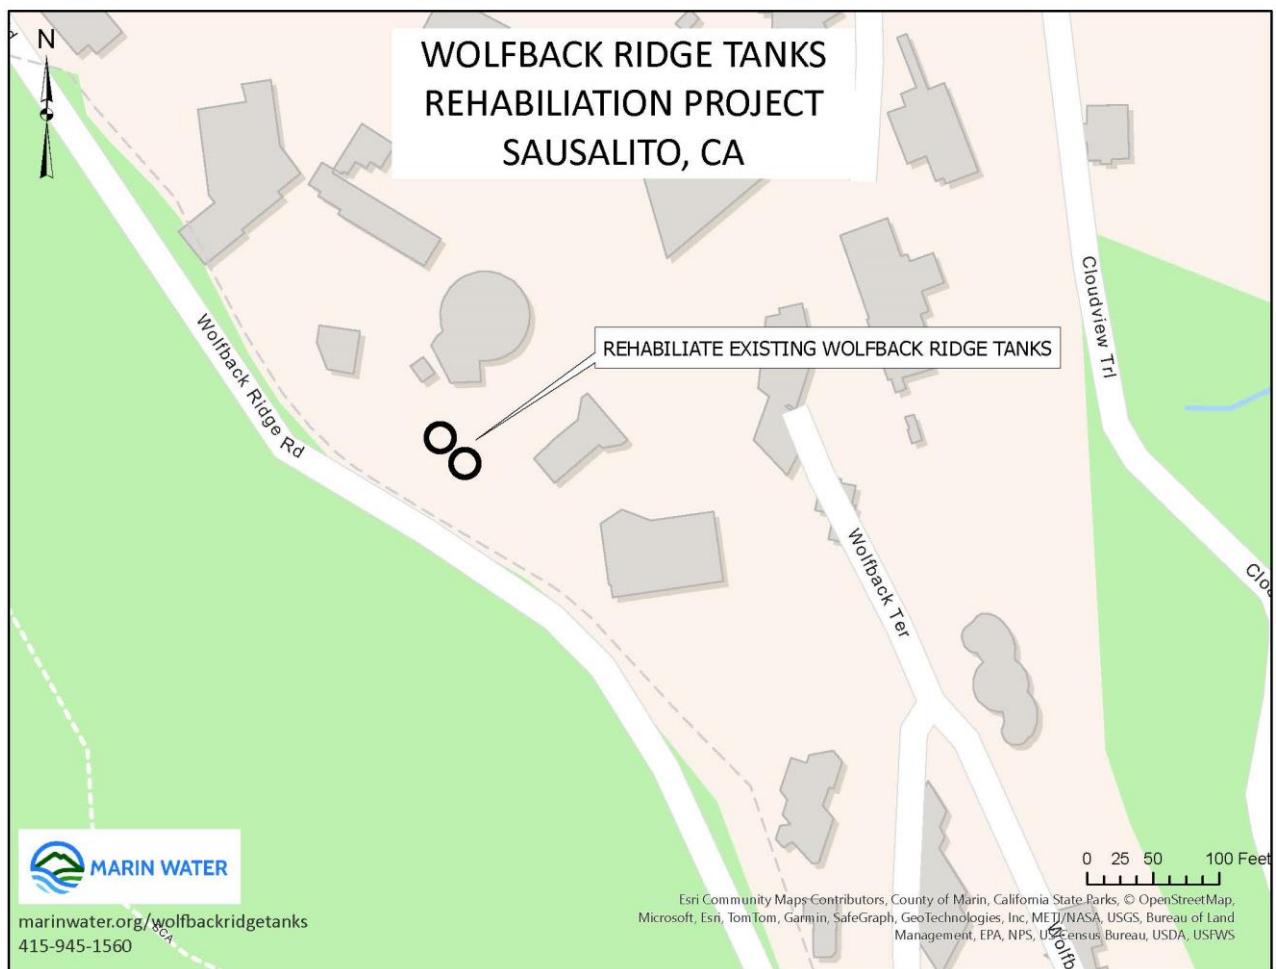 N
WOLFBACK RIDGE TANKS
REHABILIATION PROJECT
SAUSALITO, CA
Cloudview Trl
Wolfback Ridge Rd
REHABILIATE EXISTING WOLFBACK RIDGE TANKS
Wolfback Ter
Clo
MARIN WATER
marinwater.org/wolfbackridgetanks
415-945-1560
0 25 50 100 Feet
Esri Community Maps Contributors, County of Marin, California State Parks, © OpenStreetMap,
Microsoft, Esri, TomTom, Garmin, SafeGraph, GeoTechnologies, Inc, METI/NASA, USGS, Bureau of Land
Management, EPA, NPS, US Census Bureau, USDA, USFWS
Wolfb